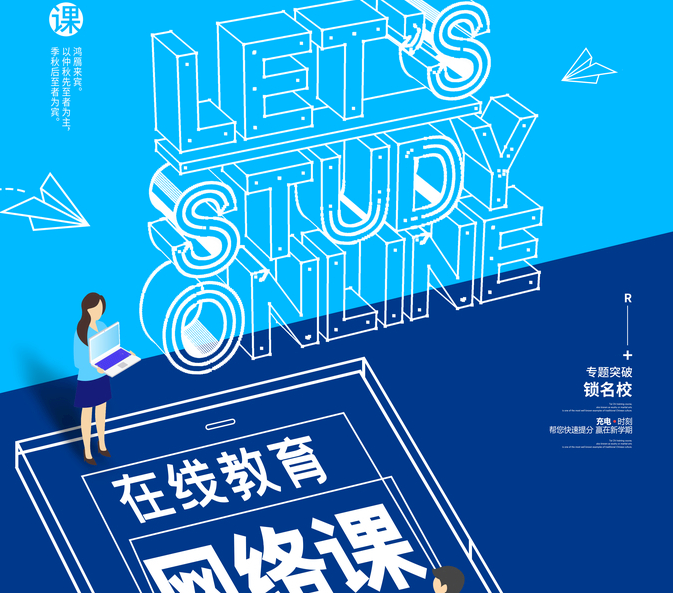 课
鸿雁来宾。
以仲秋先至者为主，
季秋后至者为宾。
LET'S
STUDY
ONLINE
R
专题突破
锁名校
充电·时刻
帮您快速提分 赢在新学期
在线教育
网络课